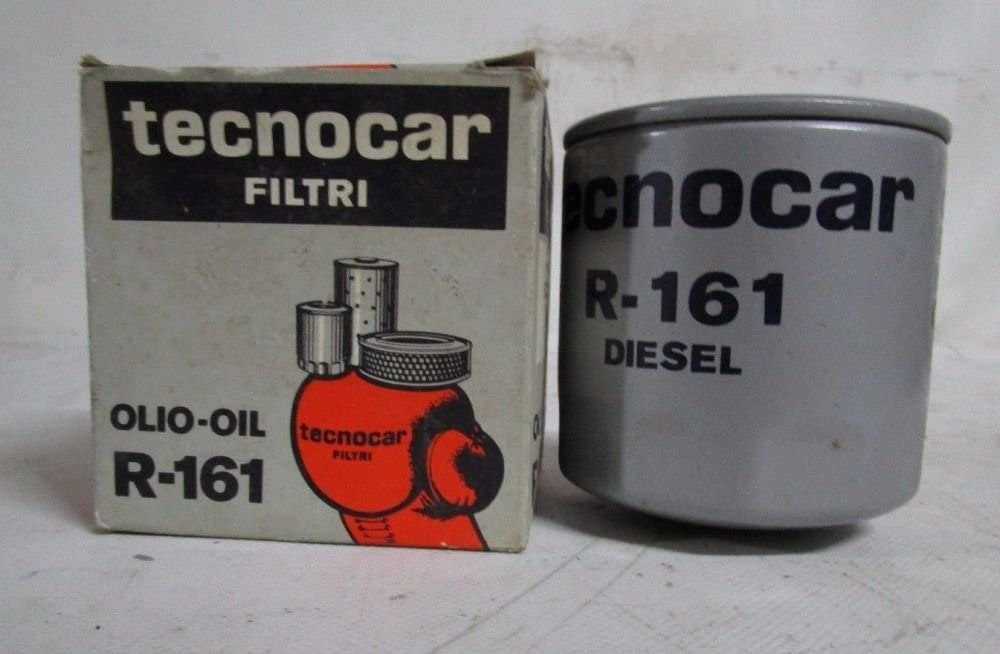 tecnocar
FILTRI
OLIO-OIL
R-161
tecnocar
FILTRI
ecnocar
R-161
DIESEL